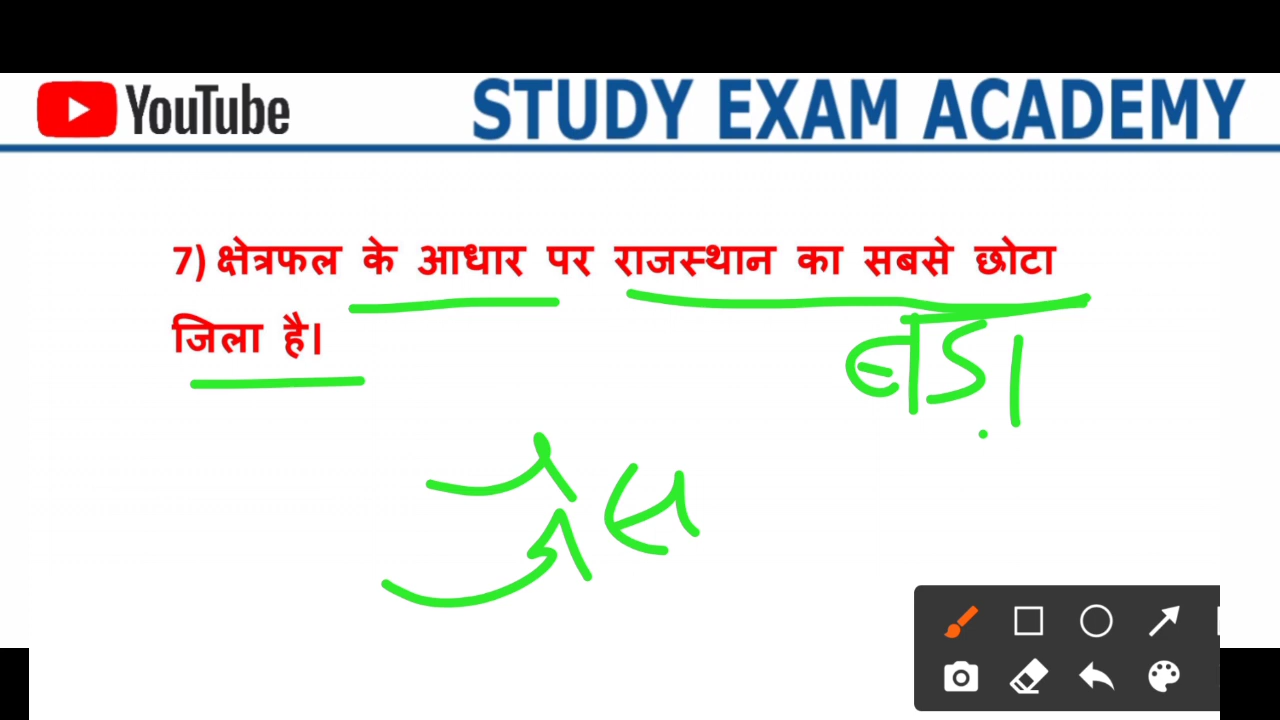 YouTube STUDY EXAM ACADEMY
7) क्षेत्रफल के आधार पर राजस्थान का सबसे छोटा
जिला है।
बड़ा